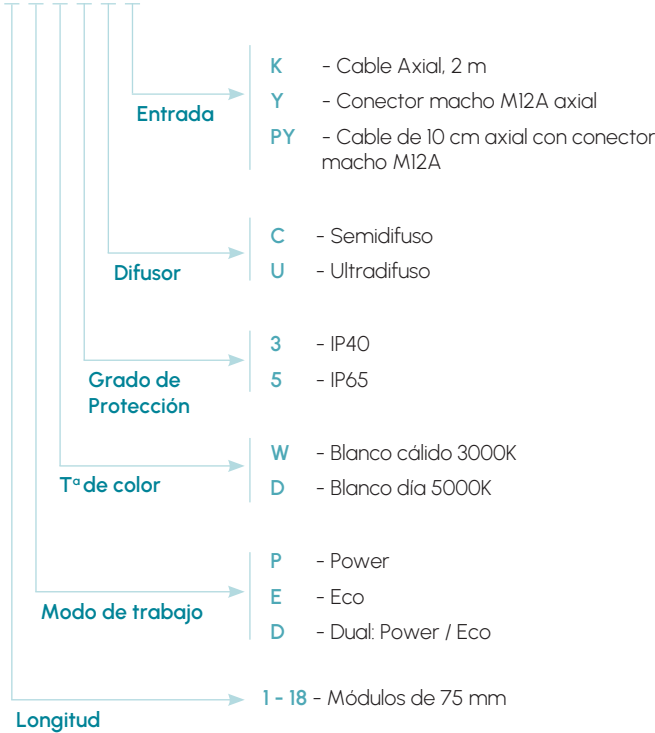 K - Cable Axial, 2 m
Y - Conector macho M12A axial
Entrada
PY - Cable de 10 cm axial con conector
macho M12A
C - Semidifuso
U - Ultradifuso
Difusor
3 - IP40
5 - IP65
Grado de
Protección
W - Blanco cálido 3000K
D - Blanco día 5000K
Tª de color
P - Power
E - Eco
D - Dual: Power / Eco
Modo de trabajo
1 - 18 - Módulos de 75 mm
Longitud